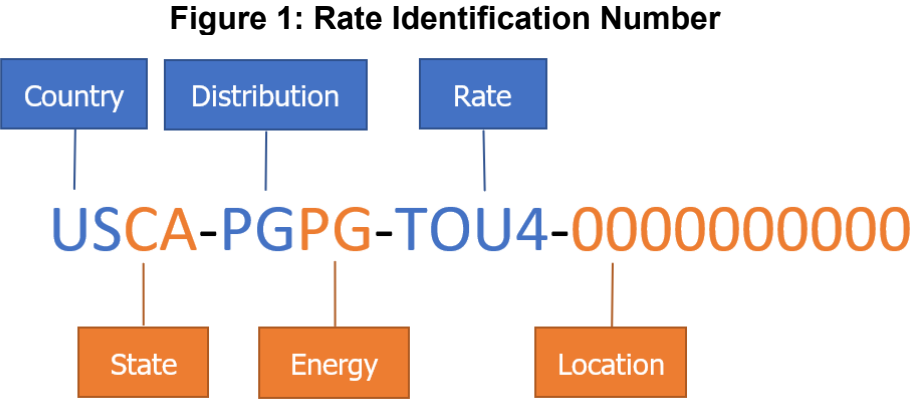 Figure 1: Rate Identification Number
Country Distribution Rate
USCA-PGPG-TOU4-0000000000
State Energy Location